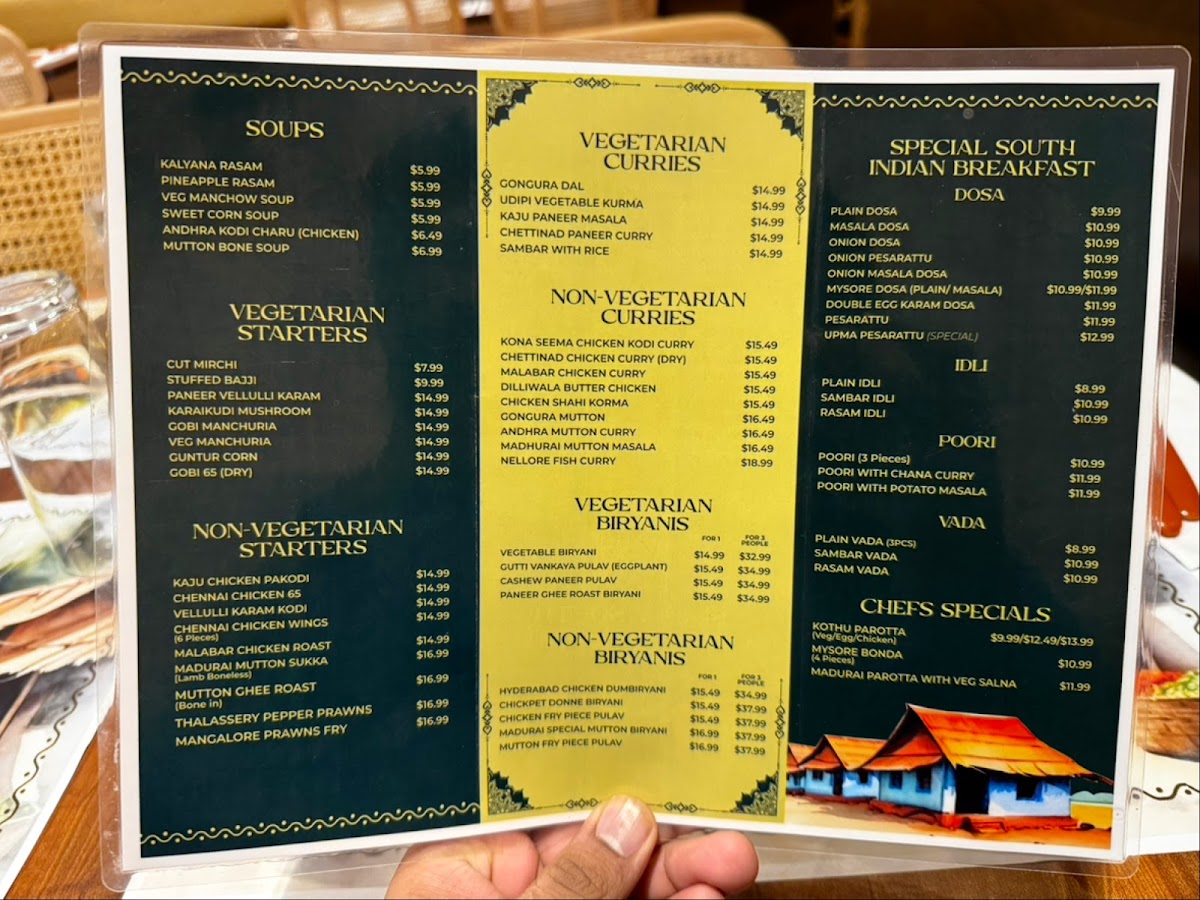 SOUPS
KALYANA RASAM $5.99
PINEAPPLE RASAM $5.99
VEG MANCHOW SOUP $5.99
SWEET CORN SOUP $5.99
ANDHRA KODI CHARU (CHICKEN) $6.49
MUTTON BONE SOUP $6.99
VEGETARIAN
STARTERS
CUT MIRCHI $7.99
STUFFED BAJJI $9.99
PANEER VELLULLI KARAM $14.99
KARAIKUDI MUSHROOM $14.99
GOBI MANCHURIA $14.99
VEG MANCHURIA $14.99
GUNTUR CORN $14.99
GOBI 65 (DRY) $14.99
NON-VEGETARIAN
STARTERS
KAJU CHICKEN PAKODI $14.99
CHENNAI CHICKEN 65 $14.99
VELLULLI KARAM KODI $14.99
CHENNAI CHICKEN WINGS $14.99
(6 Pieces)
MALABAR CHICKEN ROAST $14.99
MADURAI MUTTON SUKKA $16.99
(Lamb Boneless)
MUTTON GHEE ROAST $16.99
(Bone in)
THALASSERY PEPPER PRAWNS $16.99
MANGALORE PRAWNS FRY $16.99
VEGETARIAN
CURRIES
GONGURA DAL $14.99
UDIPI VEGETABLE KURMA $14.99
KAJU PANEER MASALA $14.99
CHETTINAD PANEER CURRY $14.99
SAMBAR WITH RICE $14.99
NON-VEGETARIAN
CURRIES
KONA SEEMA CHICKEN KODI CURRY $15.49
CHETTINAD CHICKEN CURRY (DRY) $15.49
MALABAR CHICKEN CURRY $15.49
DILLIWALA BUTTER CHICKEN $15.49
CHICKEN SHAHI KORMA $15.49
GONGURA MUTTON $16.49
ANDHRA MUTTON CURRY $16.49
MADHURAI MUTTON MASALA $16.49
NELLORE FISH CURRY $18.99
VEGETARIAN
BIRYANIS
FOR 1 FOR 3
PEOPLE
VEGETABLE BIRYANI $14.99 $32.99
GUTTI VANKAYA PULAV (EGGPLANT) $15.49 $34.99
CASHEW PANEER PULAV $15.49 $34.99
PANEER GHEE ROAST BIRYANI $15.49 $34.99
NON-VEGETARIAN
BIRYANIS
FOR 1 FOR 3
PEOPLE
HYDERABAD CHICKEN DUMBIRYANI $15.49 $34.99
CHICKPET DONNE BIRYANI $15.49 $37.99
CHICKEN FRY PIECE PULAV $15.49 $37.99
MADURAI SPECIAL MUTTON BIRYANI $16.99 $37.99
MUTTON FRY PIECE PULAV $16.99 $37.99
SPECIAL SOUTH
INDIAN BREAKFAST
DOSA
PLAIN DOSA $9.99
MASALA DOSA $10.99
ONION DOSA $10.99
ONION PESARATTU $10.99
ONION MASALA DOSA $10.99
MYSORE DOSA (PLAIN/ MASALA) $10.99/$11.99
DOUBLE EGG KARAM DOSA $11.99
PESARATTU $11.99
UPMA PESARATTU (SPECIAL) $12.99
IDLI
PLAIN IDLI $8.99
SAMBAR IDLI $10.99
RASAM IDLI $10.99
POORI
POORI (3 Pieces) $10.99
POORI WITH CHANA CURRY $11.99
POORI WITH POTATO MASALA $11.99
VADA
PLAIN VADA (3PCS) $8.99
SAMBAR VADA $10.99
RASAM VADA $10.99
CHEFS SPECIALS
KOTHU PAROTTA $9.99/$12.49/$13.99
(Veg/Egg/Chicken)
MYSORE BONDA $10.99
(4 Pieces)
MADURAI PAROTTA WITH VEG SALNA $11.99